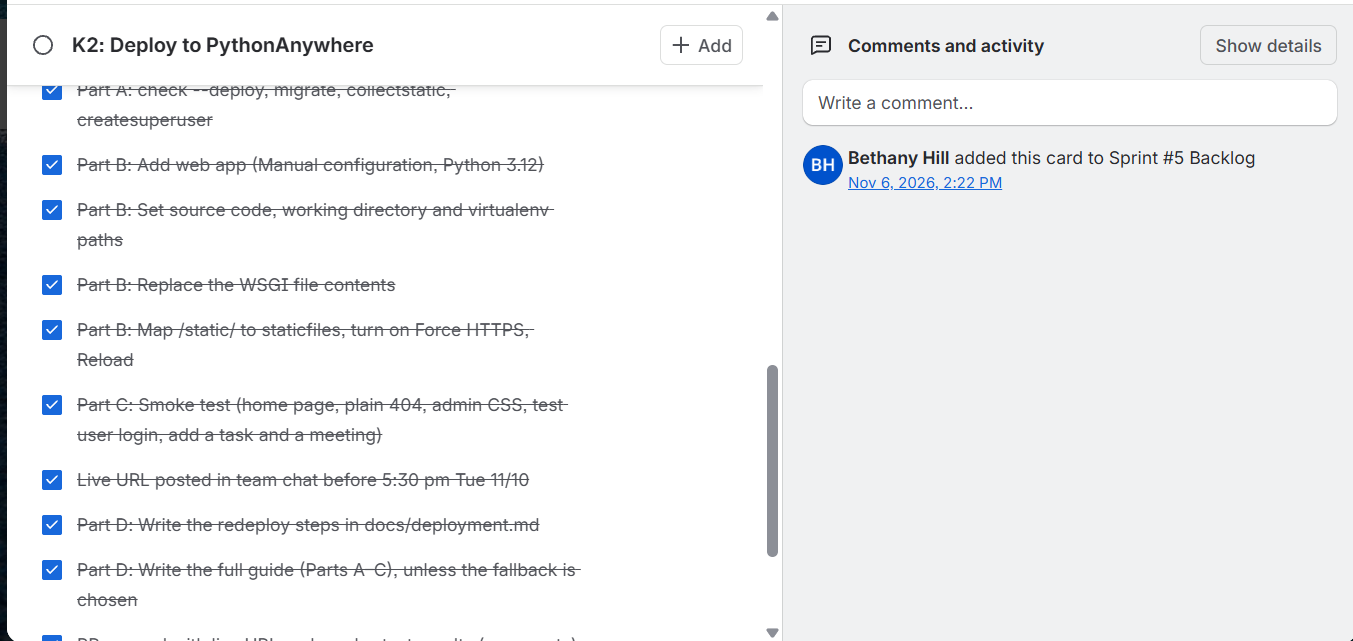 K2: Deploy to PythonAnywhere
+ Add
Part A: check --deploy, migrate, collectstatic,
createsuperuser
Part B: Add web app (Manual configuration, Python 3.12)
Part B: Set source code, working directory and virtualenv
paths
Part B: Replace the WSGI file contents
Part B: Map /static/ to staticfiles, turn on Force HTTPS,
Reload
Part C: Smoke test (home page, plain 404, admin CSS, test
user login, add a task and a meeting)
Live URL posted in team chat before 5:30 pm Tue 11/10
Part D: Write the redeploy steps in docs/deployment.md
Part D: Write the full guide (Parts A-C), unless the fallback is
chosen
Comments and activity
Show details
Write a comment...
BH
Bethany Hill added this card to Sprint #5 Backlog
Nov 6, 2026, 2:22 PM